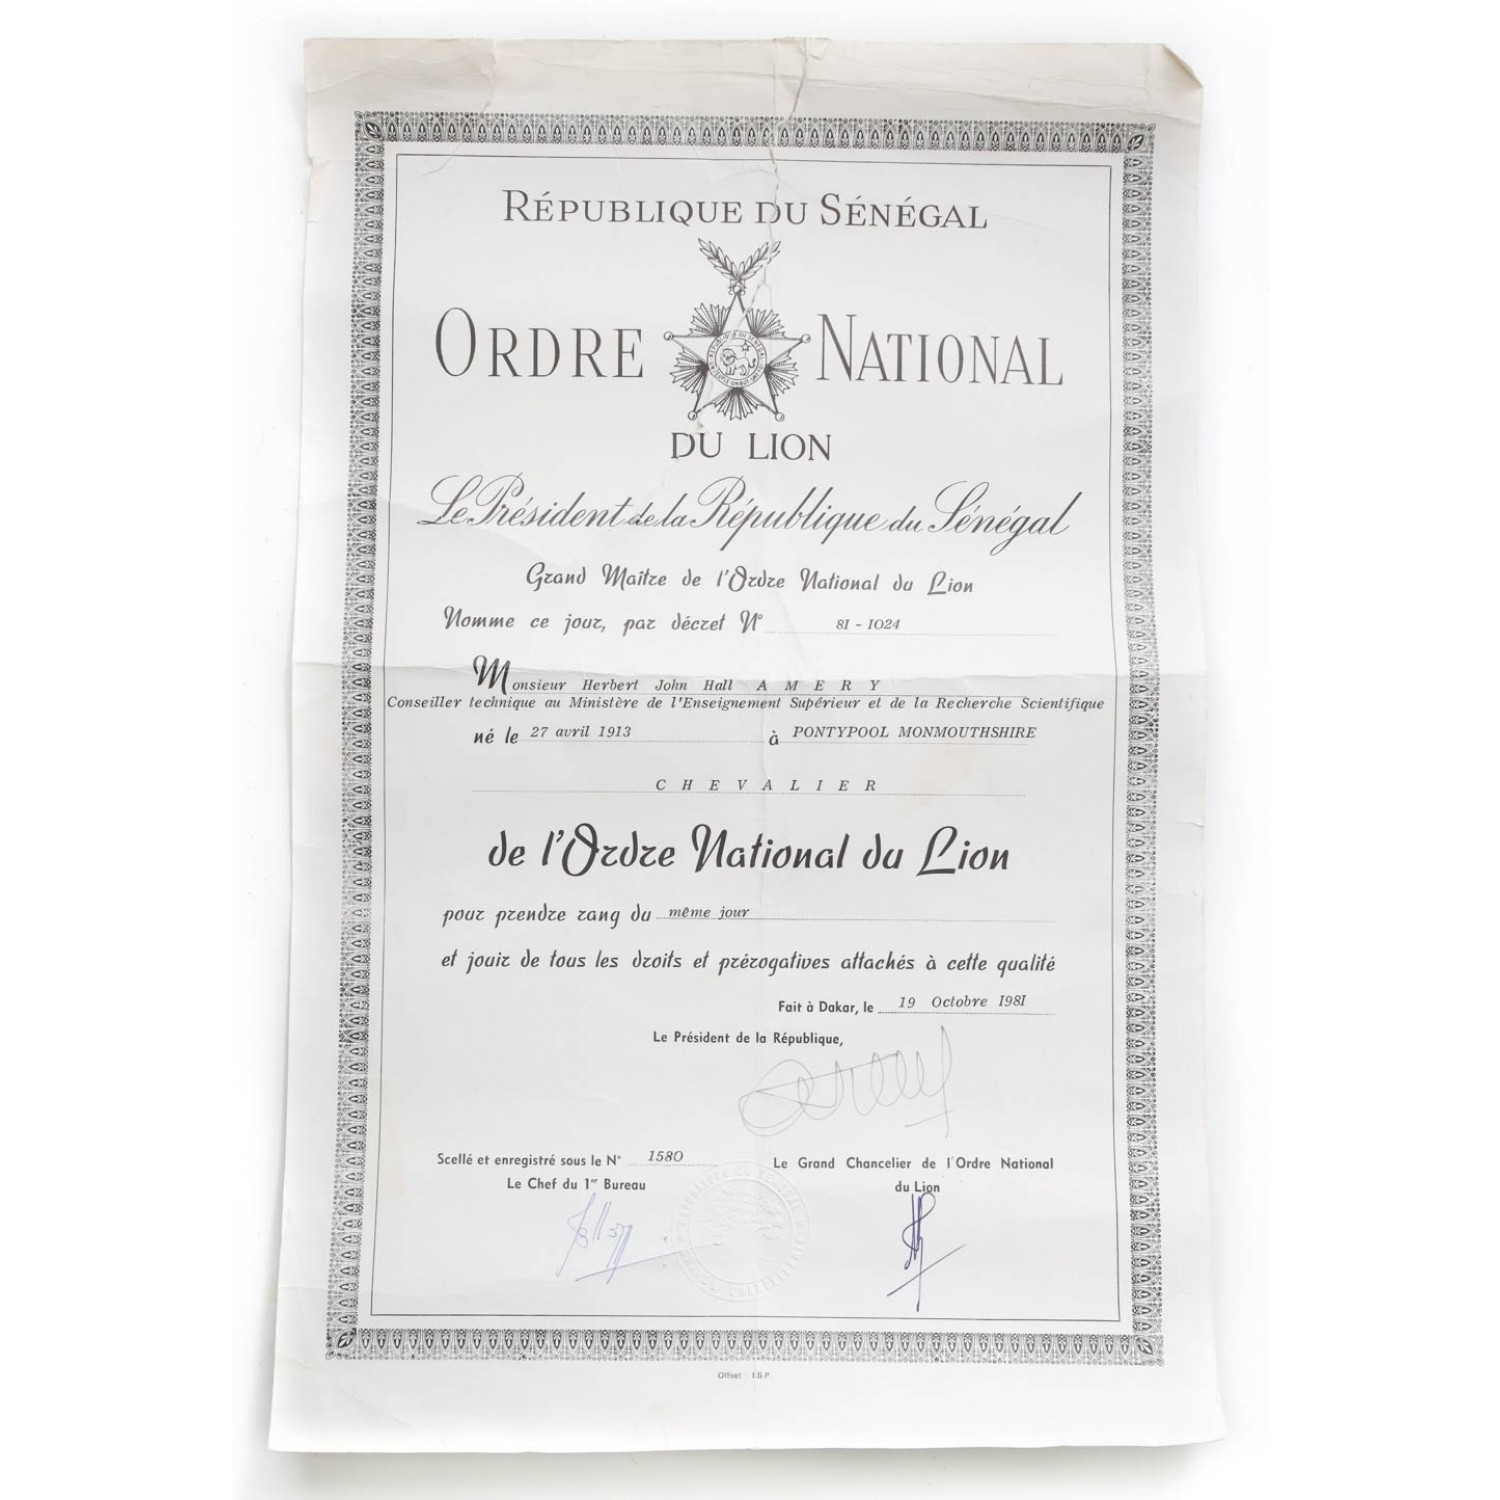 RÉPUBLIQUE DU SÉNÉGAL
ORDRE NATIONAL
DU LION
Le Président de la République du Sénégal
Grand Maître de l'Ordre National du Lion
Nomme ce jour, par décret N° 8I - I024
Monsieur Herbert John Hall A M E R Y
Conseiller technique au Ministère de l'Enseignement Supérieur et de la Recherche Scientifique
né le 27 avril 1913 à PONTYPOOL MONMOUTHSHIRE
C H E V A L I E R
de l'Ordre National du Lion
pour prendre rang du même jour
et jouir de tous les droits et prérogatives attachés à cette qualité
Fait à Dakar, le 19 Octobre I98I
Le Président de la République,
Scellé et enregistré sous le N° 1580
Le Chef du 1er Bureau
Le Grand Chancelier de l'Ordre National
du Lion
Offset - I.S.P.